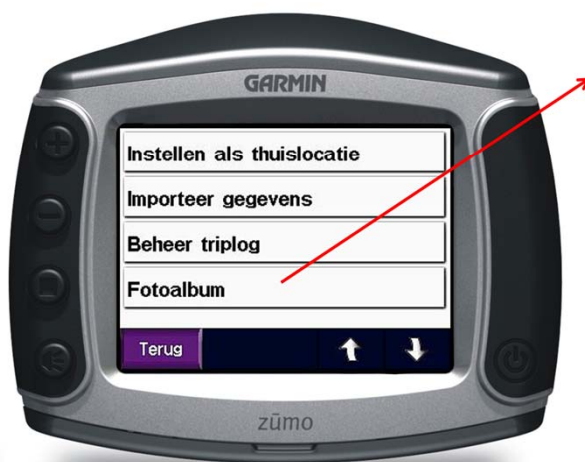 GARMIN
Instellen als thuislocatie
Importeer gegevens
Beheer triplog
Fotoalbum
Terug
zūmo